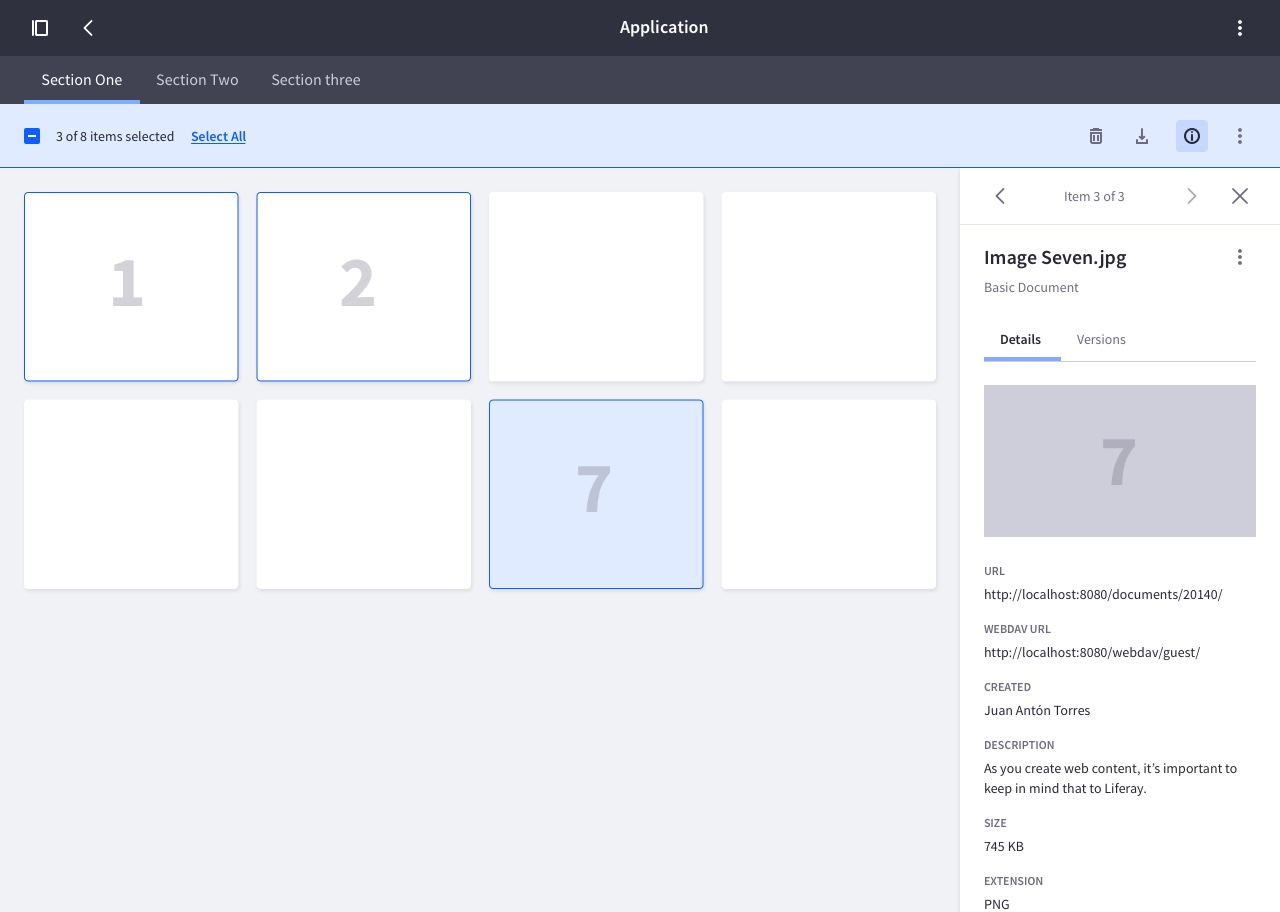 Application
Section One
Section Two
Section three
3 of 8 items selected
Select All
1
2
7
Item 3 of 3
Image Seven.jpg
Basic Document
Details
Versions
7
URL
http://localhost:8080/documents/20140/
WEBDAV URL
http://localhost:8080/webdav/guest/
CREATED
Juan Antón Torres
DESCRIPTION
As you create web content, it’s important to
keep in mind that to Liferay.
SIZE
745 KB
EXTENSION
PNG